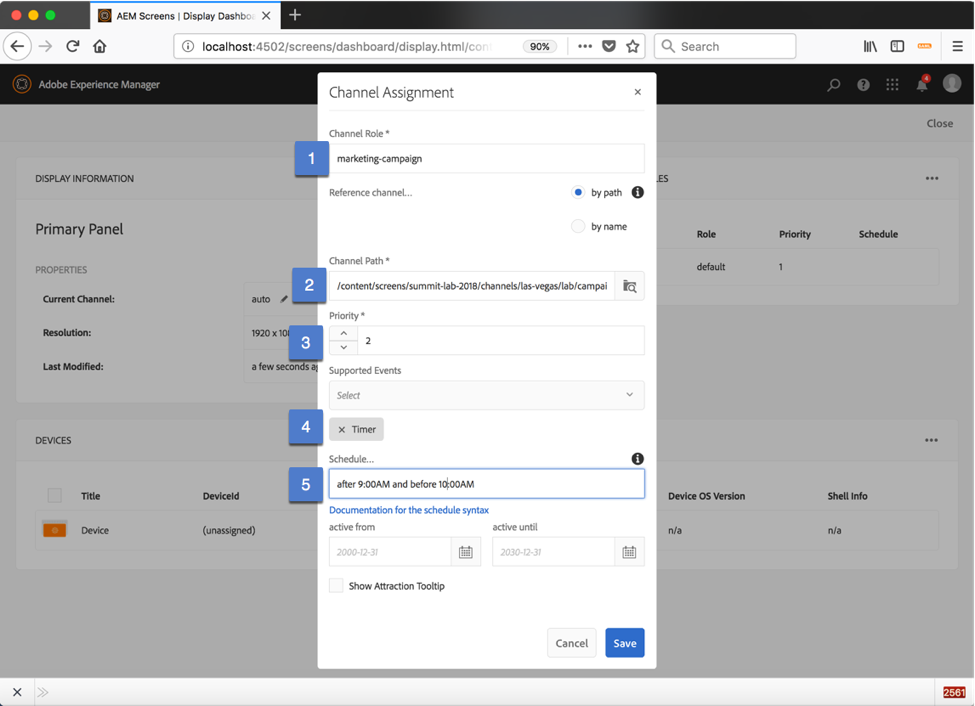 AEM Screens | Display Dashboa
localhost:4502/screens/dashboard/display.html/con
90%
Search
Adobe Experience Manager
4
Close
Channel Assignment
DISPLAY INFORMATION
Primary Panel
PROPERTIES
Current Channel:
auto
Resolution:
1920 x 108
Last Modified:
a few seconds ag
1
Channel Role *
marketing-campaign
Reference channel...
by path
by name
2
Channel Path *
/content/screens/summit-lab-2018/channels/las-vegas/lab/campai
3
Priority *
2
Supported Events
Select
4
Timer
5
Schedule...
after 9:00AM and before 10:00AM
Documentation for the schedule syntax
active from
active until
2000-12-31
2030-12-31
Show Attraction Tooltip
Cancel
Save
LES
Role
Priority
Schedule
default
1
DEVICES
Title
DeviceId
Device OS Version
Shell Info
Device
(unassigned)
n/a
n/a
2561